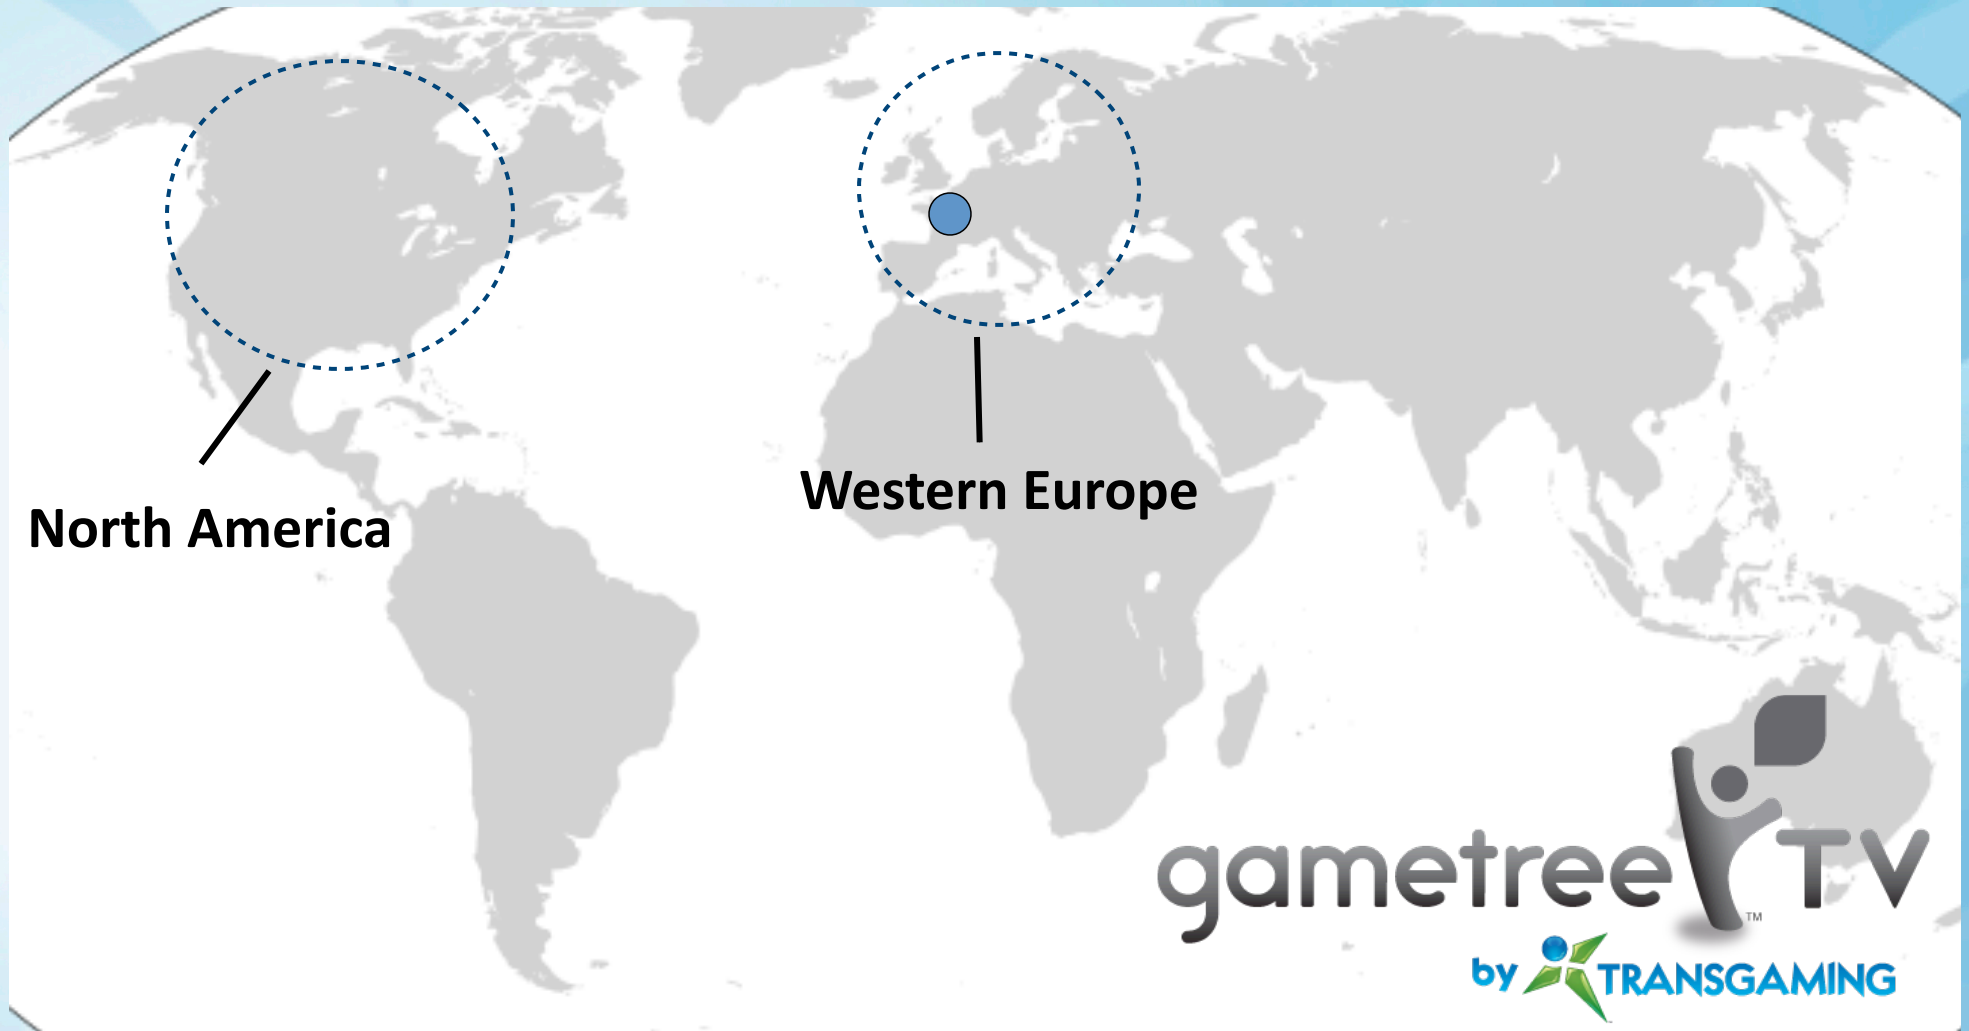 North America
Western Europe
gametree TV
™
by TRANSGAMING